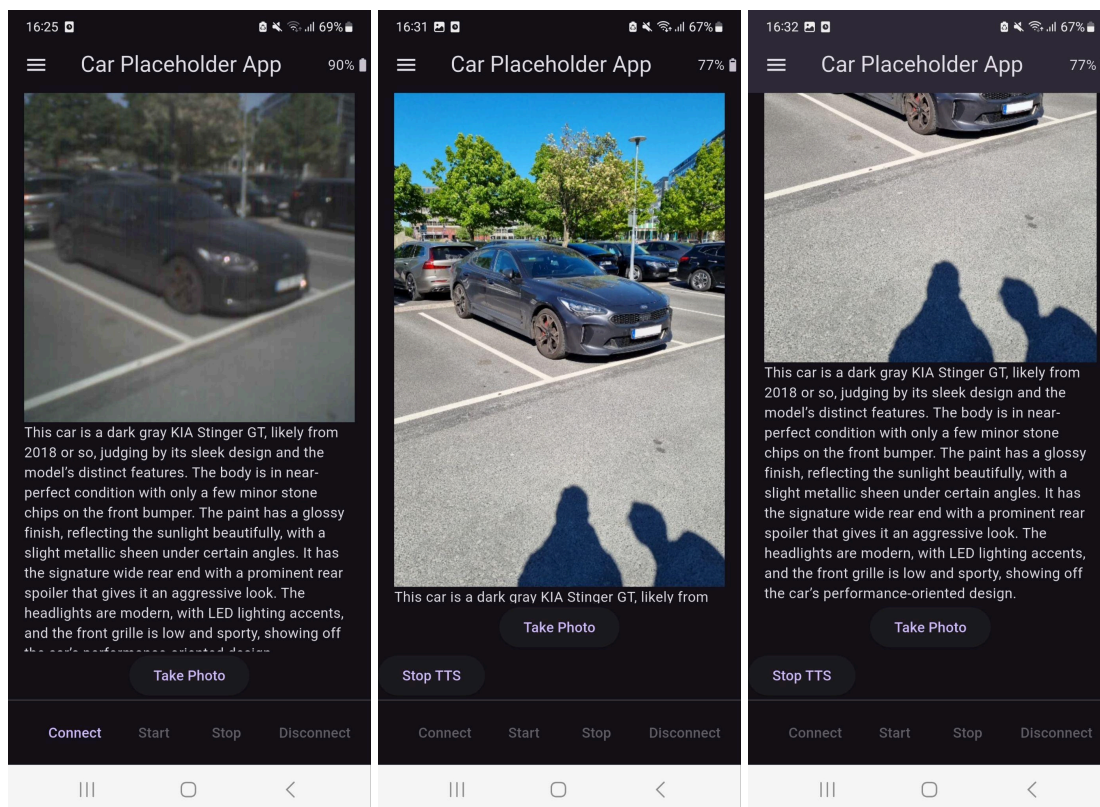 16:25
69%
Car Placeholder App
90%
This car is a dark gray KIA Stinger GT, likely from
2018 or so, judging by its sleek design and the
model's distinct features. The body is in near-
perfect condition with only a few minor stone
chips on the front bumper. The paint has a glossy
finish, reflecting the sunlight beautifully, with a
slight metallic sheen under certain angles. It has
the signature wide rear end with a prominent rear
spoiler that gives it an aggressive look. The
headlights are modern, with LED lighting accents,
and the front grille is low and sporty, showing off
the car's performance-oriented design.
Take Photo
Connect Start Stop Disconnect
16:31
67%
Car Placeholder App
77%
This car is a dark gray KIA Stinger GT, likely from
Take Photo
Stop TTS
Connect Start Stop Disconnect
16:32
67%
Car Placeholder App
77%
This car is a dark gray KIA Stinger GT, likely from
2018 or so, judging by its sleek design and the
model's distinct features. The body is in near-
perfect condition with only a few minor stone
chips on the front bumper. The paint has a glossy
finish, reflecting the sunlight beautifully, with a
slight metallic sheen under certain angles. It has
the signature wide rear end with a prominent rear
spoiler that gives it an aggressive look. The
headlights are modern, with LED lighting accents,
and the front grille is low and sporty, showing off
the car's performance-oriented design.
Take Photo
Stop TTS
Connect Start Stop Disconnect